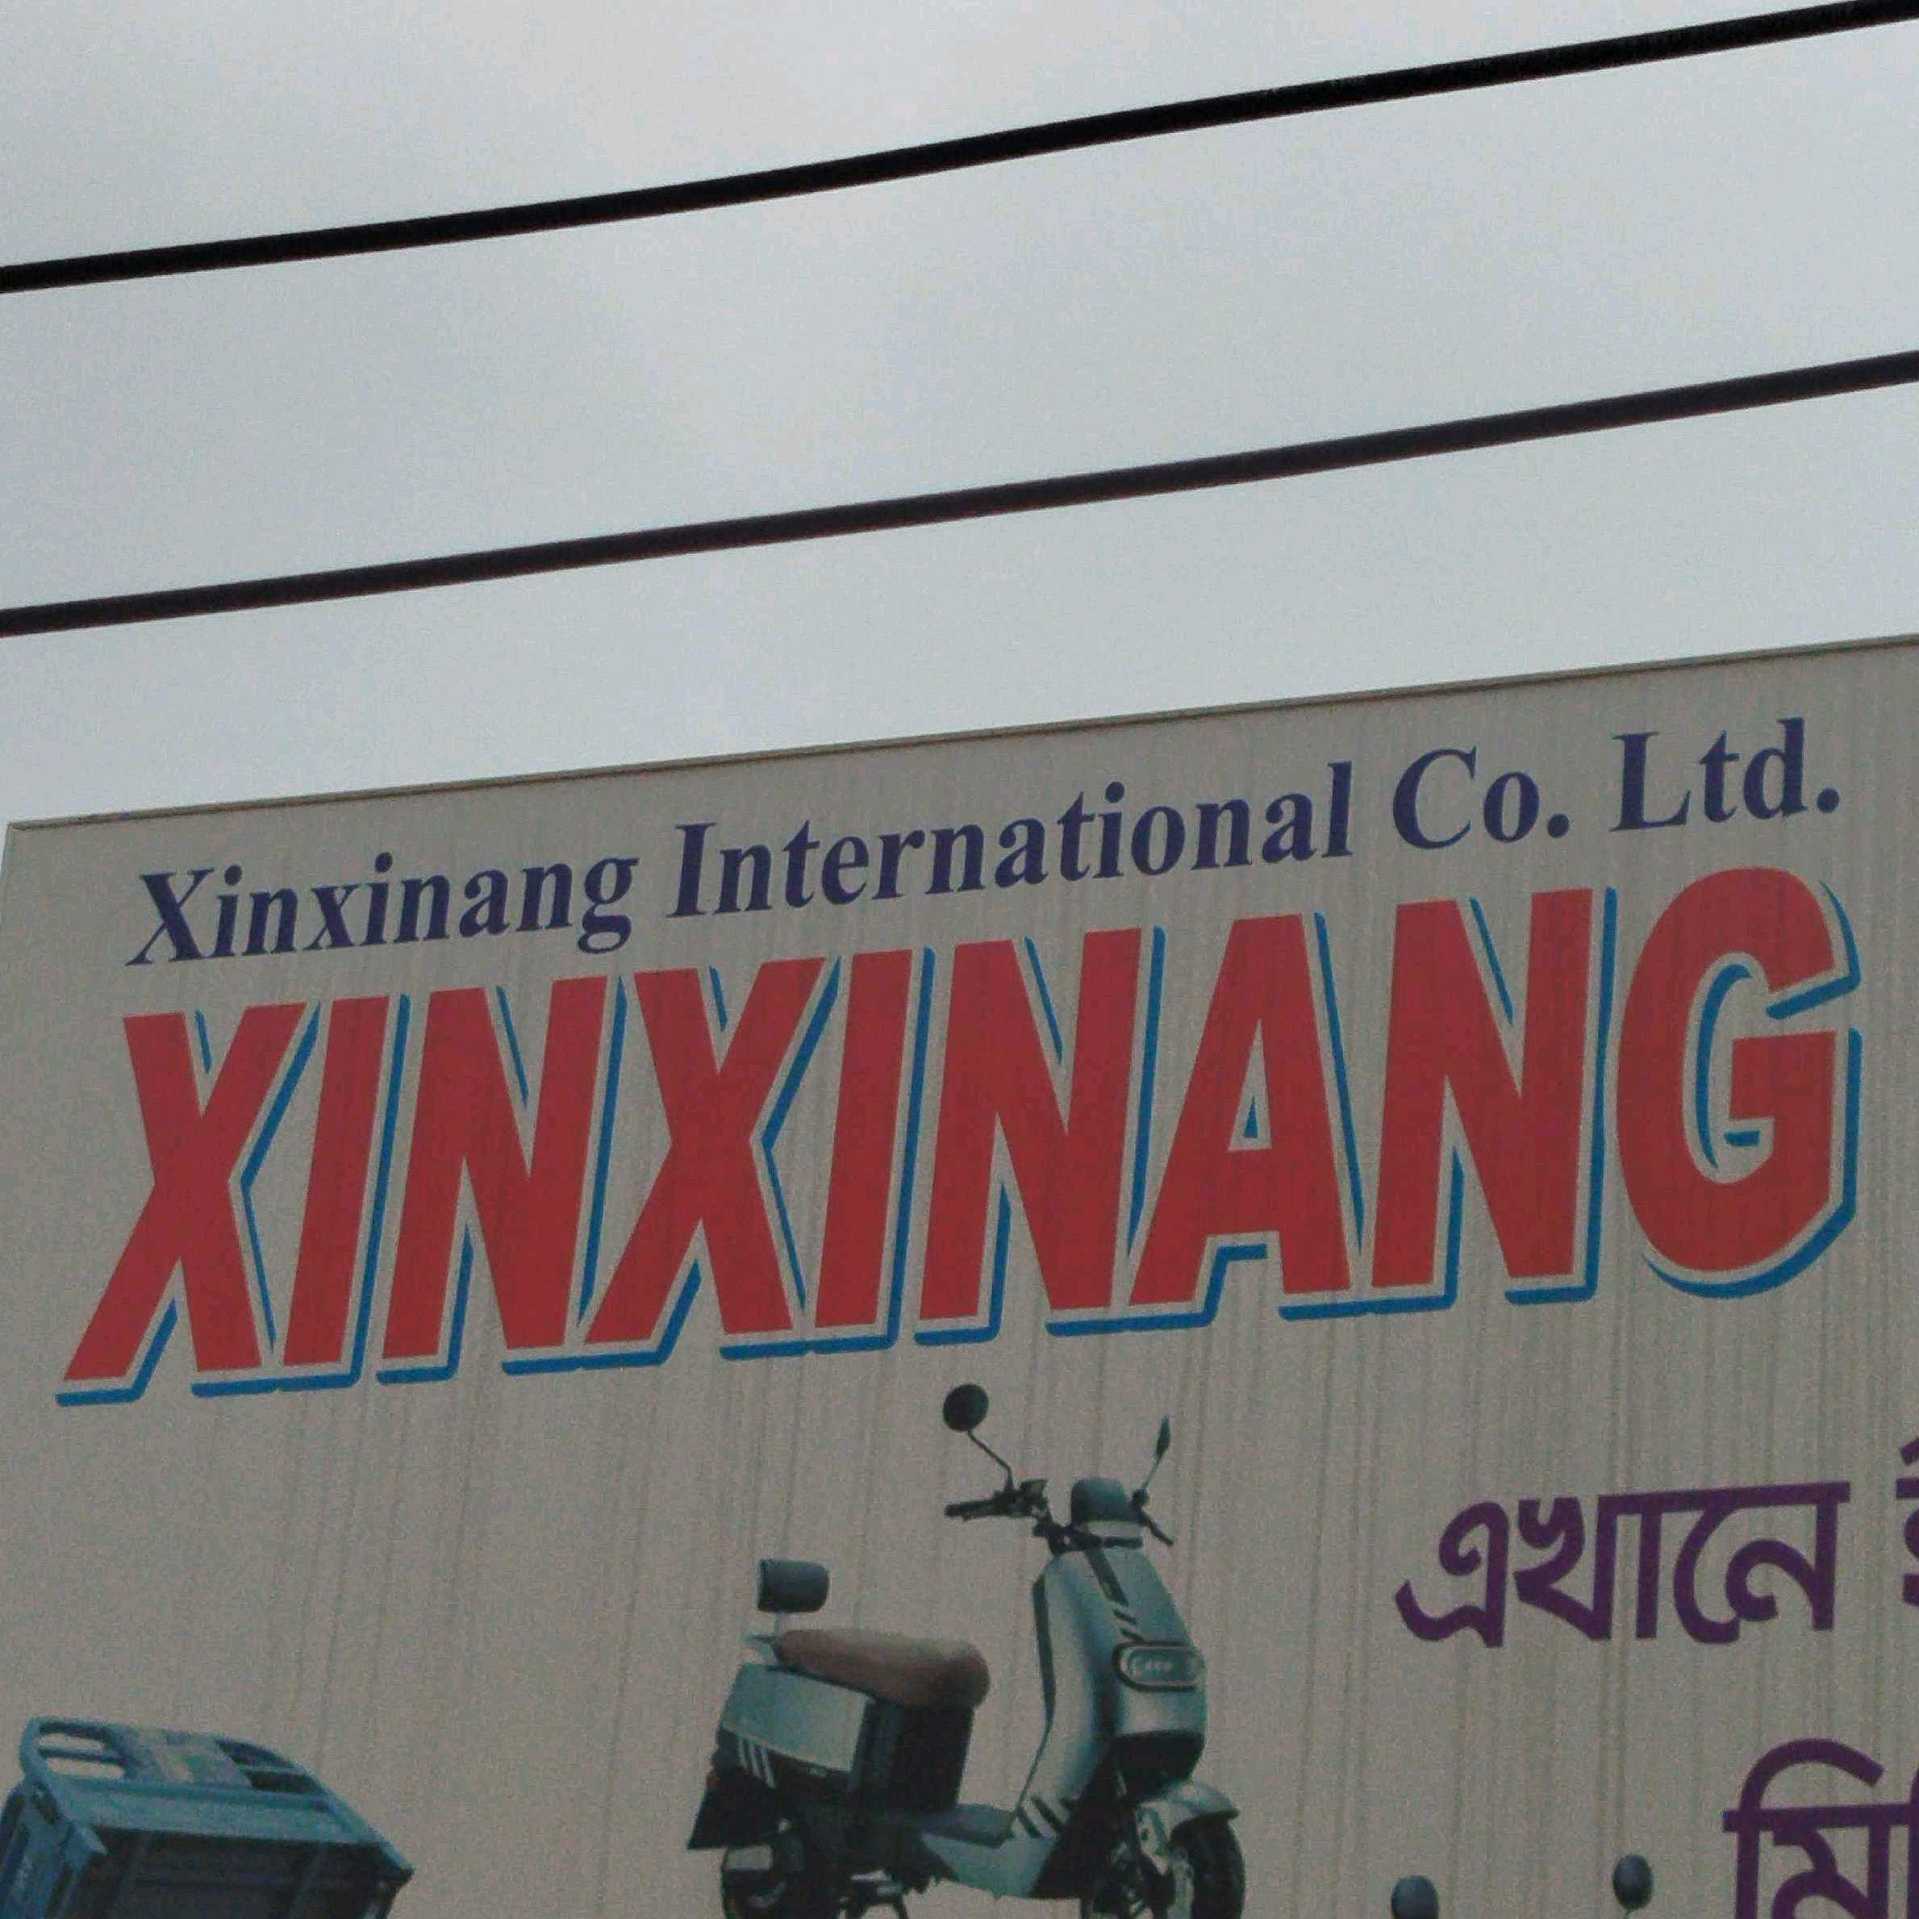 Xinxinang International Co. Ltd.
XINXINANG
এখানে